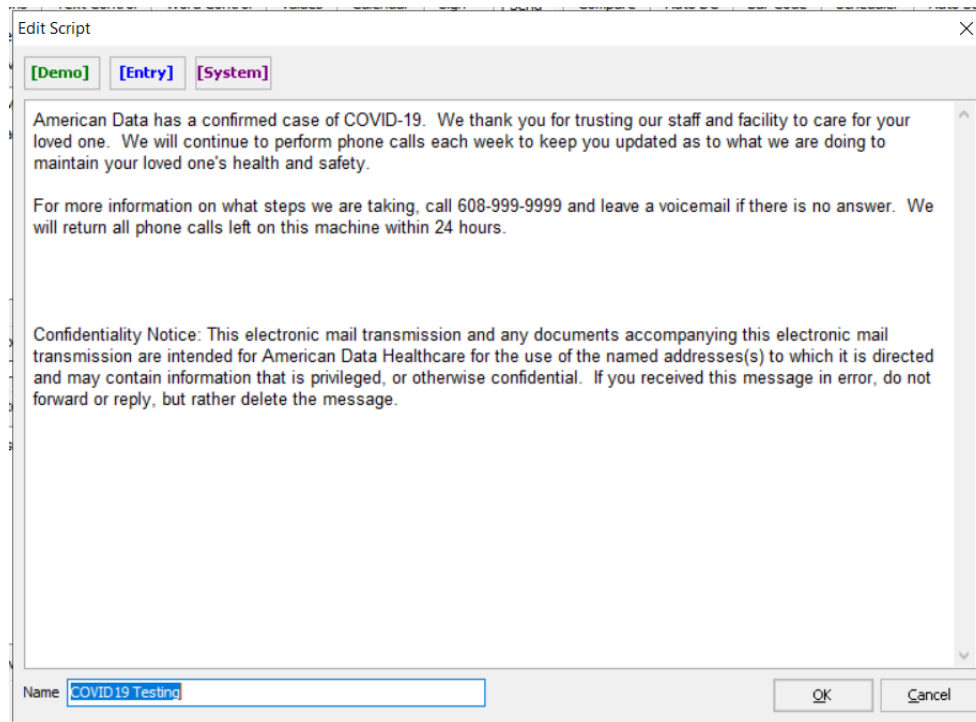 Edit Script
[Demo] [Entry] [System]
American Data has a confirmed case of COVID-19.  We thank you for trusting our staff and facility to care for your
loved one.  We will continue to perform phone calls each week to keep you updated as to what we are doing to
maintain your loved one's health and safety.
For more information on what steps we are taking, call 608-999-9999 and leave a voicemail if there is no answer.  We
will return all phone calls left on this machine within 24 hours.
Confidentiality Notice: This electronic mail transmission and any documents accompanying this electronic mail
transmission are intended for American Data Healthcare for the use of the named addresses(s) to which it is directed
and may contain information that is privileged, or otherwise confidential.  If you received this message in error, do not
forward or reply, but rather delete the message.
Name COVID19 Testing OK Cancel